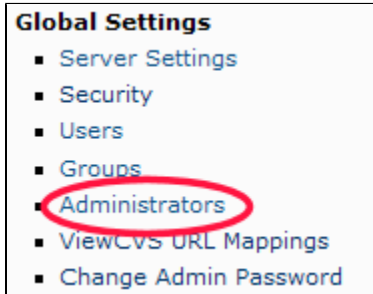 Global Settings
Server Settings
Security
Users
Groups
Administrators
ViewCVS URL Mappings
Change Admin Password